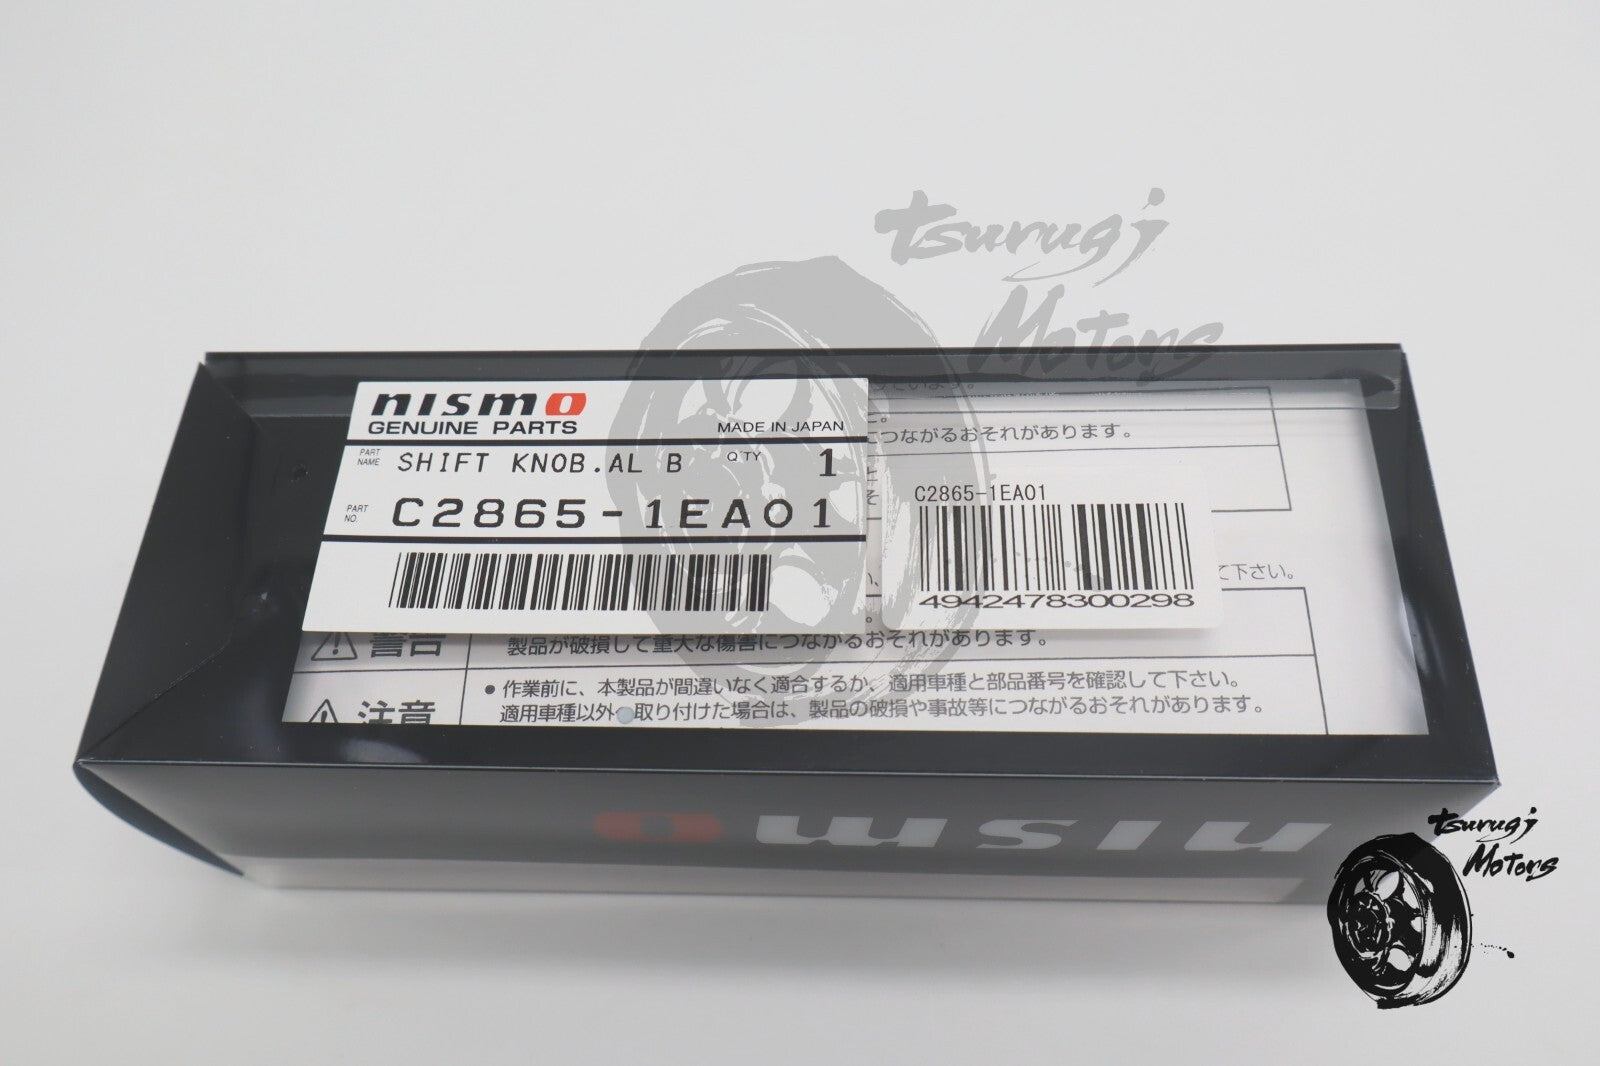 tsurugi
Motors
nismo
GENUINE PARTS
MADE IN JAPAN
PART NAME
SHIFT KNOB.AL B
Q'TY
1
PART NO.
C2865-1EA01
つながるおそれがあります。
C2865-1EA01
4942478300298
て下さい。
警告
製品が破損して重大な傷害につながるおそれがあります。
注意
●作業前に、本製品が間違いなく適合するか、適用車種と部品番号を確認して下さい。
適用車種以外に取り付けた場合は、製品の破損や事故等につながるおそれがあります。
nismo
tsurugi
Motors